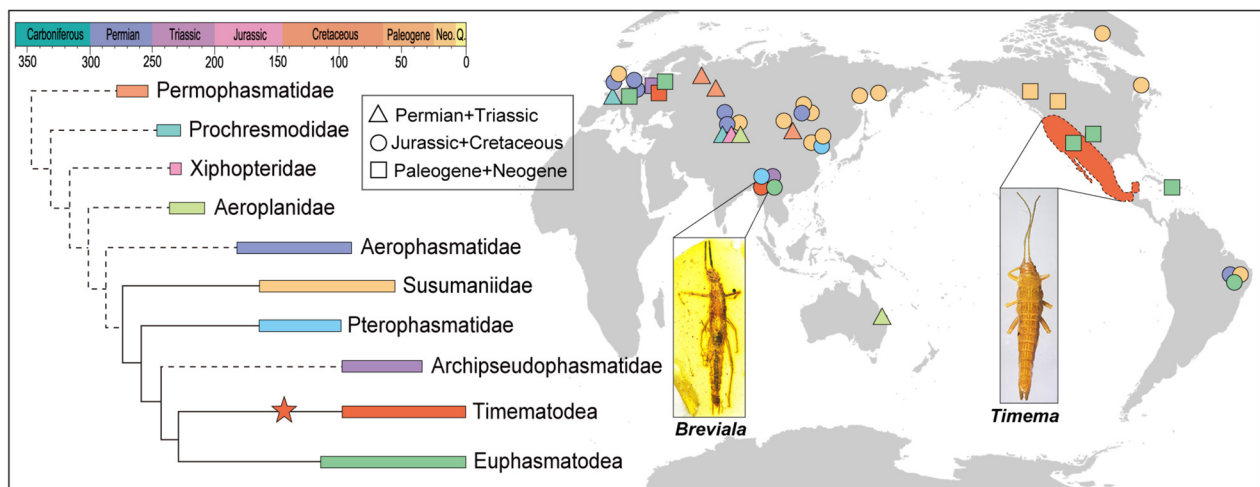 Carboniferous Permian Triassic Jurassic Cretaceous Paleogene Neo. Q.
350 300 250 200 150 100 50 0
Permophasmatidae
Prochresmodidae
Xiphopteridae
Aeroplanidae
Aerophasmatidae
Susumaniidae
Pterophasmatidae
Archipseudophasmatidae
Timematodea
Euphasmatodea
Permian+Triassic
Jurassic+Cretaceous
Paleogene+Neogene
Breviala
Timema